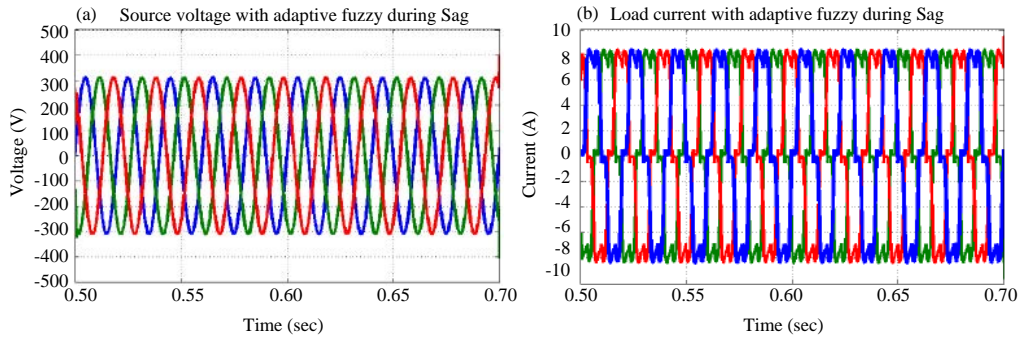 (a) Source voltage with adaptive fuzzy during Sag
500
400
300
200
100
0
-100
-200
-300
-400
-500
Voltage (V)
0.50 0.55 0.60 0.65 0.70
Time (sec)
(b) Load current with adaptive fuzzy during Sag
10
8
6
4
2
0
-2
-4
-6
-8
-10
Current (A)
0.50 0.55 0.60 0.65 0.70
Time (sec)